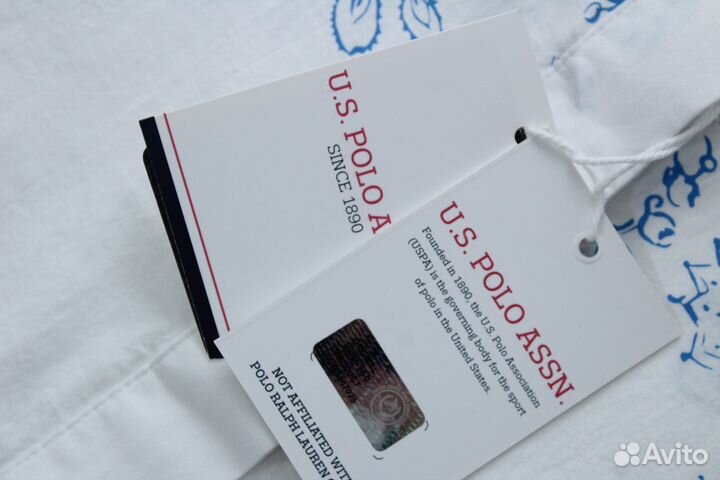 U.S. POLO A
SINCE 1890
U.S. POLO ASSN.
Founded in 1890, the U.S. Polo Association
(USPA) is the governing body for the sport
of polo in the United States.
NOT AFFILIATED WITH
POLO RALPH LAUREN
Avito